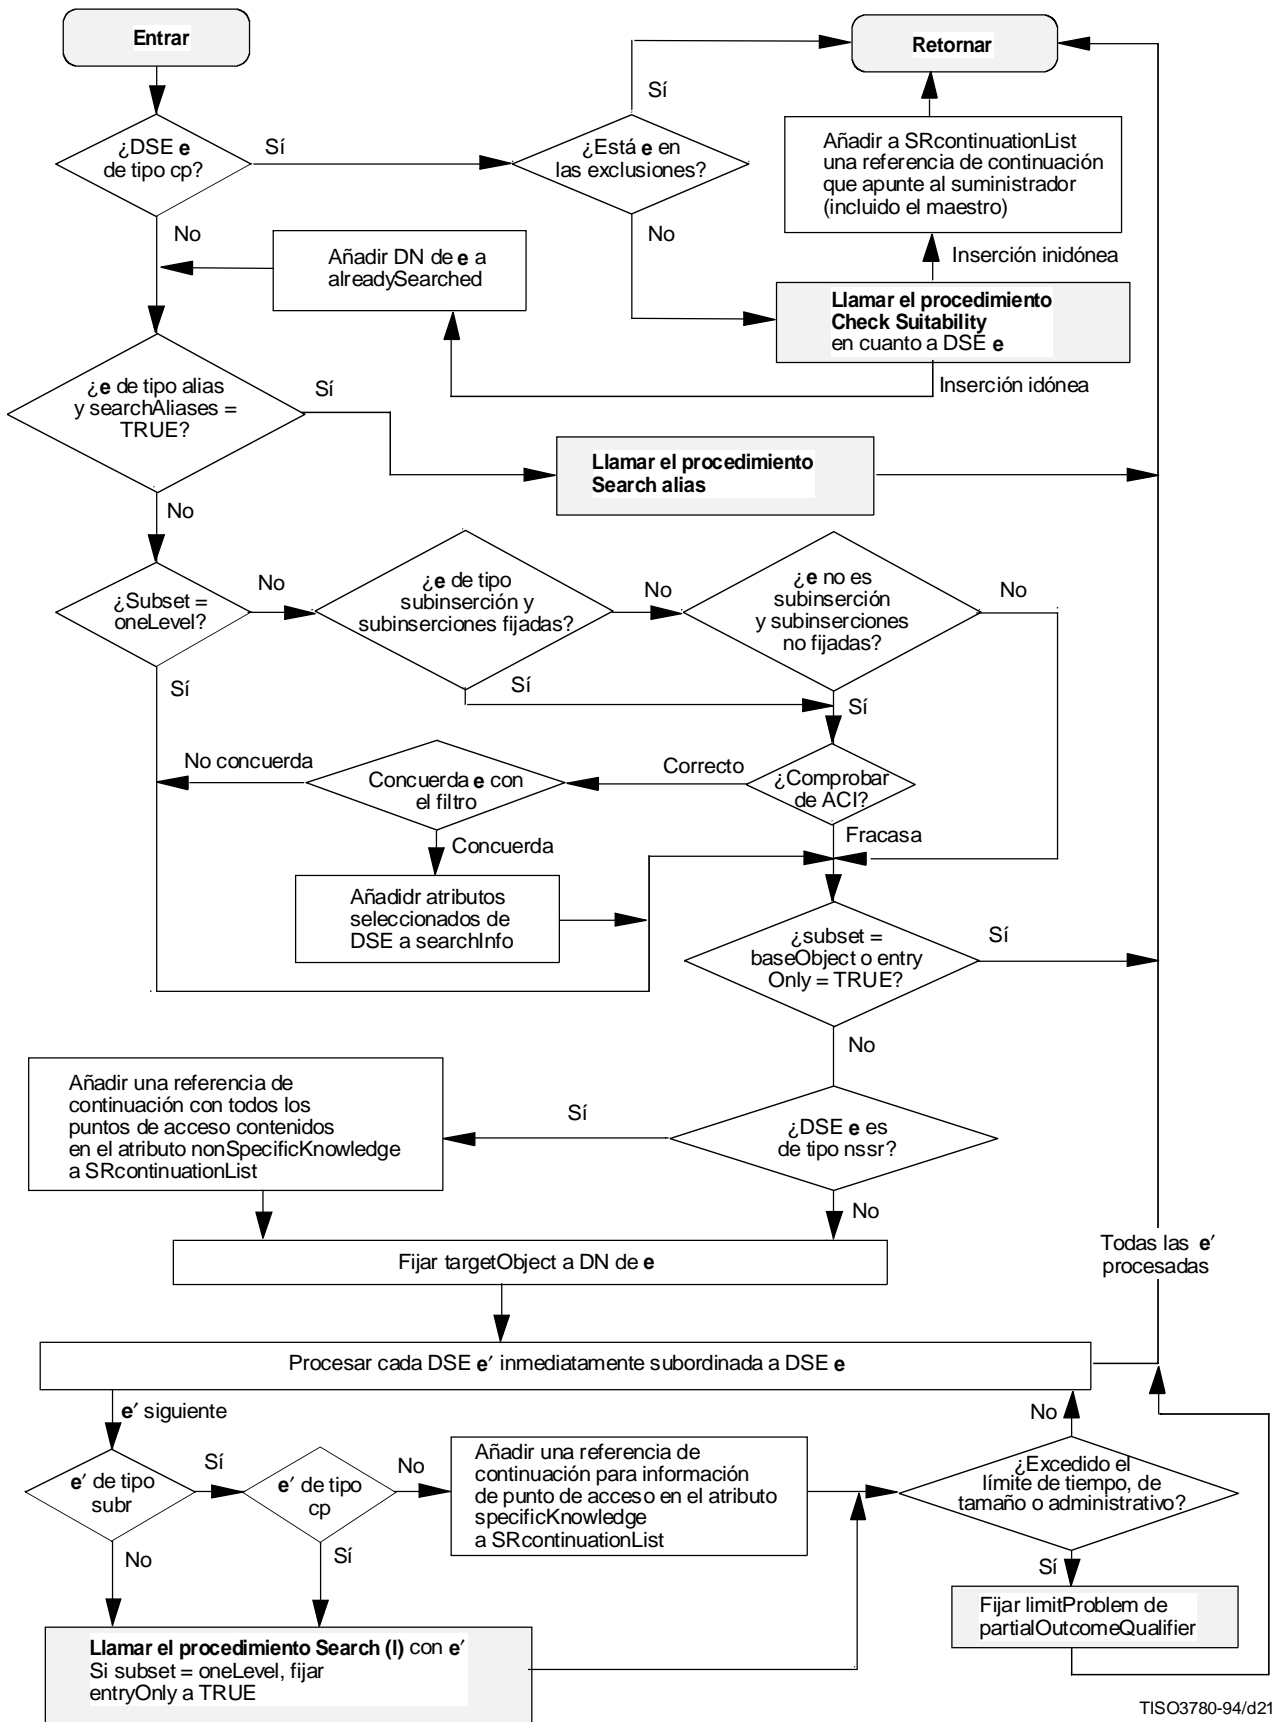 Entrar
Retornar
¿DSE e
de tipo cp?
Sí
¿Está e en
las exclusiones?
Sí
No
Añadir a SRcontinuationList
una referencia de continuación
que apunte al suministrador
(incluido el maestro)
No
Añadir DN de e a
alreadySearched
Inserción inidónea
Llamar el procedimiento
Check Suitability
en cuanto a DSE e
Inserción idónea
¿e de tipo alias
y searchAliases =
TRUE?
Sí
Llamar el procedimiento
Search alias
No
¿Subset =
oneLevel?
No
¿e de tipo
subinserción y
subinserciones fijadas?
No
¿e no es
subinserción
y subinserciones
no fijadas?
No
Sí
Sí
Sí
No concuerda
Concuerda e con
el filtro
Correcto
¿Comprobar
de ACI?
Fracasa
Concuerda
Añadidr atributos
seleccionados de
DSE a searchInfo
¿subset =
baseObject o entry
Only = TRUE?
Sí
No
Añadir una referencia de
continuación con todos los
puntos de acceso contenidos
en el atributo nonSpecificKnowledge
a SRcontinuationList
Sí
¿DSE e es
de tipo nssr?
No
Fijar targetObject a DN de e
Todas las e′
procesadas
Procesar cada DSE e′ inmediatamente subordinada a DSE e
e′ siguiente
No
e′ de tipo
subr
Sí
e′ de tipo
cp
No
Añadir una referencia de
continuación para información
de punto de acceso en el atributo
specificKnowledge
a SRcontinuationList
¿Excedido el
límite de tiempo, de
tamaño o administrativo?
No
Sí
Sí
Fijar limitProblem de
partialOutcomeQualifier
Llamar el procedimiento Search (I) con e′
Si subset = oneLevel, fijar
entryOnly a TRUE
TISO3780-94/d21